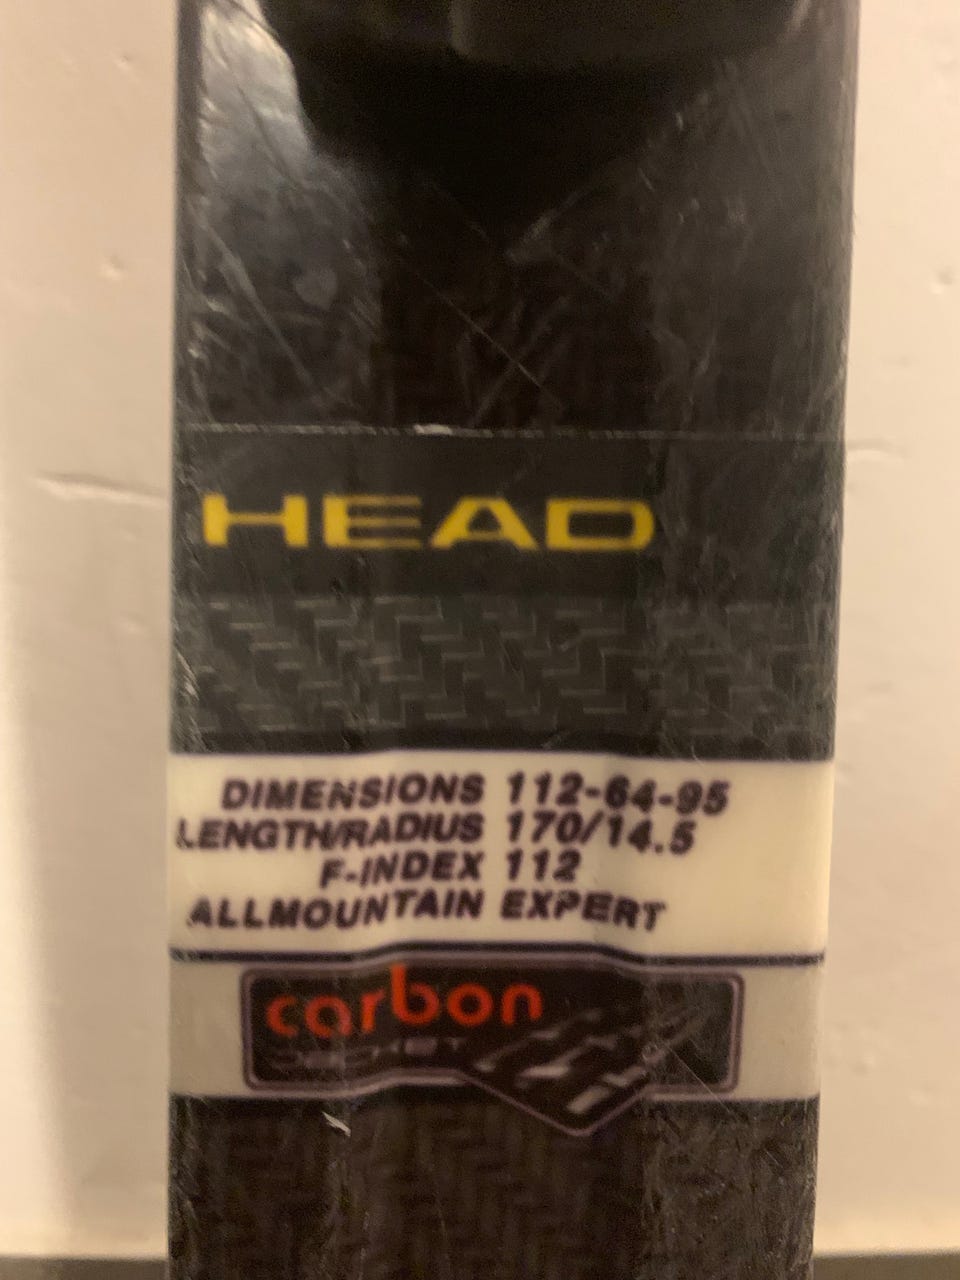 HEAD
DIMENSIONS 112-64-95
LENGTH/RADIUS 170/14.5
F-INDEX 112
ALLMOUNTAIN EXPERT
carbon